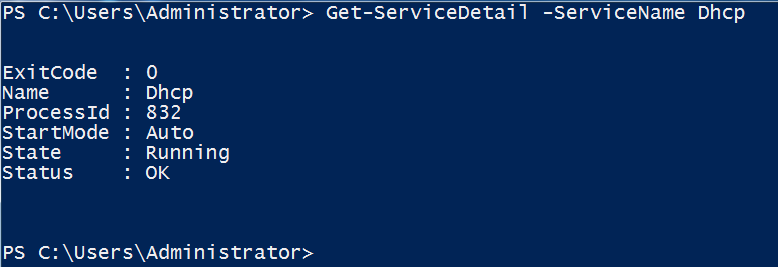 PS C:\Users\Administrator> Get-ServiceDetail -ServiceName Dhcp
ExitCode  : 0
Name      : Dhcp
ProcessId : 832
StartMode : Auto
State     : Running
Status    : OK
PS C:\Users\Administrator>